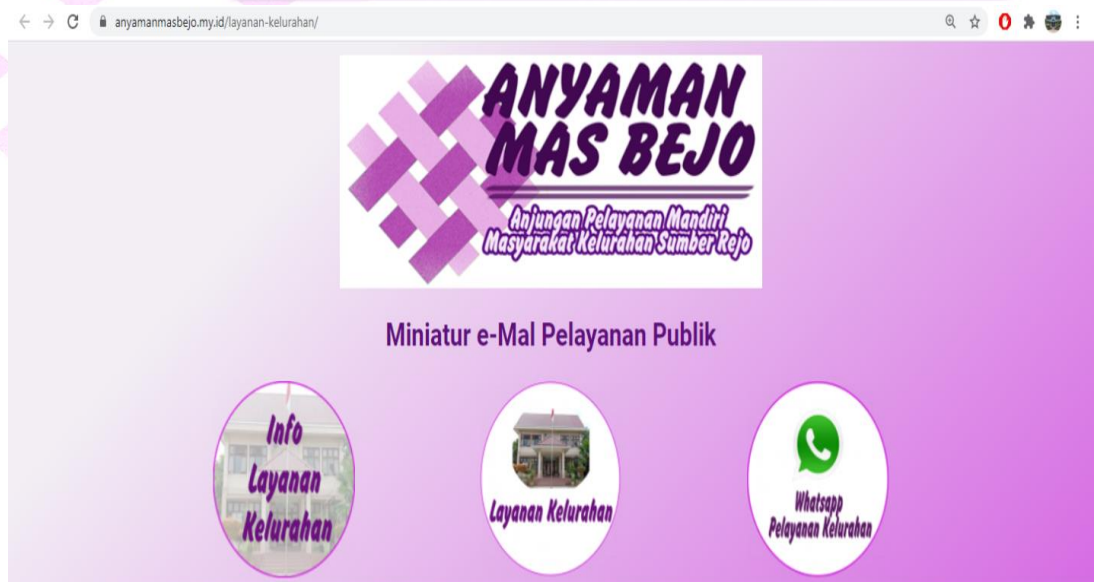 anyamanmasbejo.my.id/layanan-kelurahan/
ANYAMAN
MAS BEJO
Anjungan Pelayanan Mandiri
Masyarakat Kelurahan Sumber Rejo
Miniatur e-Mal Pelayanan Publik
Info
Layanan
Kelurahan
Layanan Kelurahan
Whatsapp
Pelayanan Kelurahan